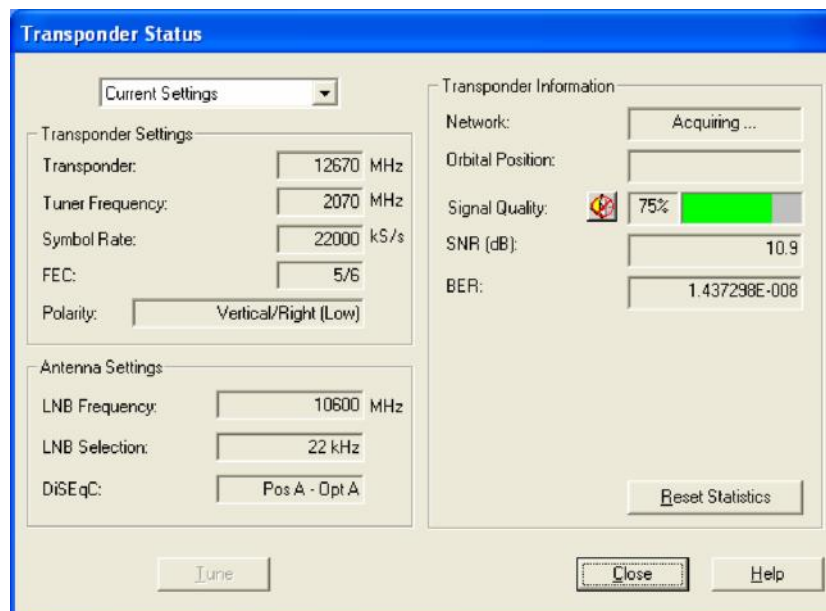 Transponder Status
Current Settings
Transponder Settings
Transponder: 12670 MHz
Tuner Frequency: 2070 MHz
Symbol Rate: 22000 kS/s
FEC: 5/6
Polarity: Vertical/Right (Low)
Antenna Settings
LNB Frequency: 10600 MHz
LNB Selection: 22 kHz
DiSEqC: Pos A - Opt A
Tune
Transponder Information
Network: Acquiring ...
Orbital Position:
Signal Quality: 75%
SNR (dB): 10.9
BER: 1.437298E-008
Reset Statistics
Close
Help